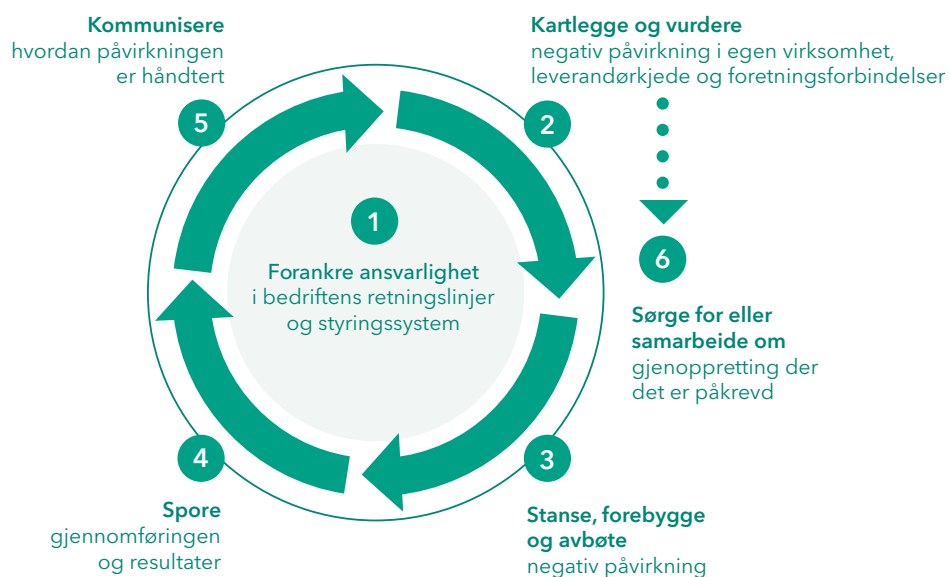 1
Forankre ansvarlighet
i bedriftens retningslinjer
og styringssystem
2
Kartlegge og vurdere
negativ påvirkning i egen virksomhet,
leverandørkjede og foretningsforbindelser
3
Stanse, forebygge
og avbøte
negativ påvirkning
4
Spore
gjennomføringen
og resultater
5
Kommunisere
hvordan påvirkningen
er håndtert
6
Sørge for eller
samarbeide om
gjenoppretting der
det er påkrevd